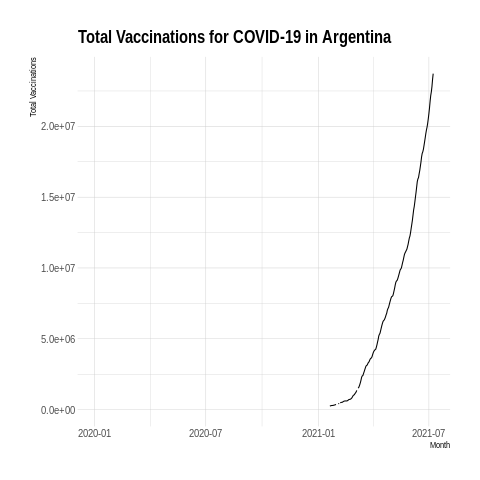 Total Vaccinations for COVID-19 in Argentina
Total Vaccinations
2.0e+07
1.5e+07
1.0e+07
5.0e+06
0.0e+00
2020-01 2020-07 2021-01 2021-07
Month